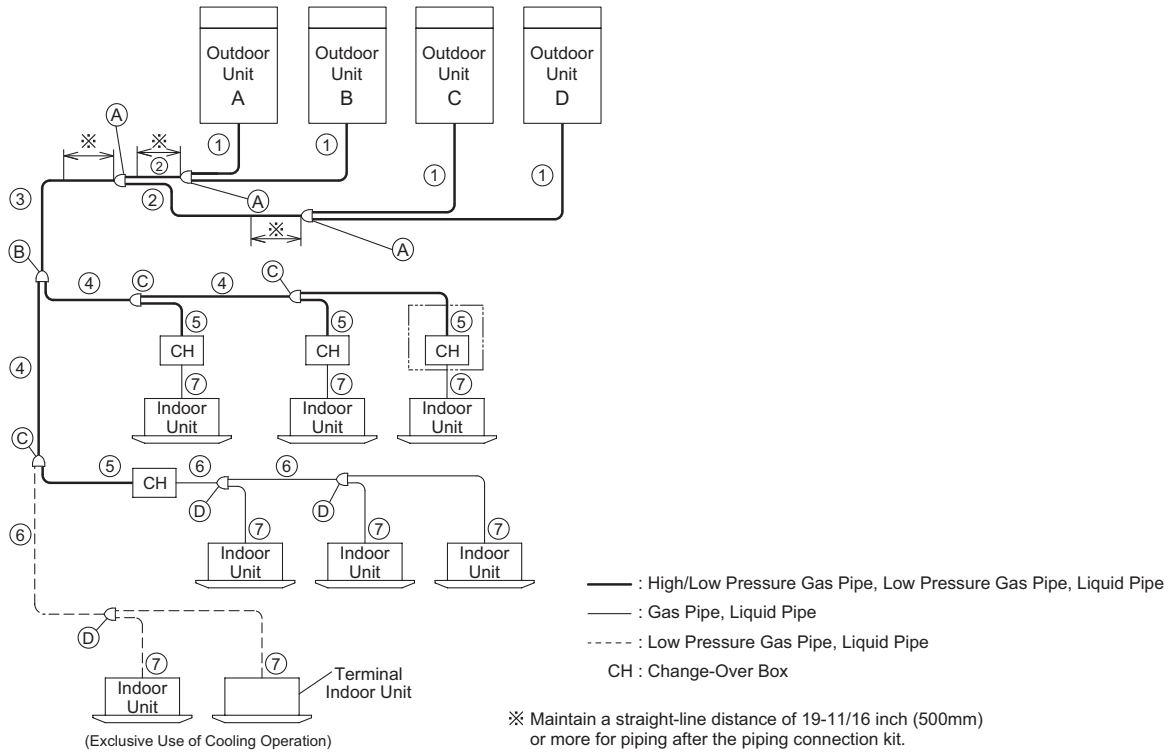 Outdoor
Unit
A
Outdoor
Unit
B
Outdoor
Unit
C
Outdoor
Unit
D
Ⓐ
※
※
②
①
①
①
①
③
②
Ⓐ
※
Ⓐ
Ⓑ
④
Ⓒ
④
Ⓒ
⑤
⑤
⑤
CH
CH
CH
④
⑦
⑦
⑦
Indoor
Unit
Indoor
Unit
Indoor
Unit
Ⓒ
⑤
CH
⑥
⑥
Ⓓ
Ⓓ
⑦
⑦
⑦
Indoor
Unit
Indoor
Unit
Indoor
Unit
⑥
Ⓓ
⑦
⑦
Indoor
Unit
Terminal
Indoor Unit
(Exclusive Use of Cooling Operation)
: High/Low Pressure Gas Pipe, Low Pressure Gas Pipe, Liquid Pipe
: Gas Pipe, Liquid Pipe
: Low Pressure Gas Pipe, Liquid Pipe
CH : Change-Over Box
※ Maintain a straight-line distance of 19-11/16 inch (500mm)
or more for piping after the piping connection kit.